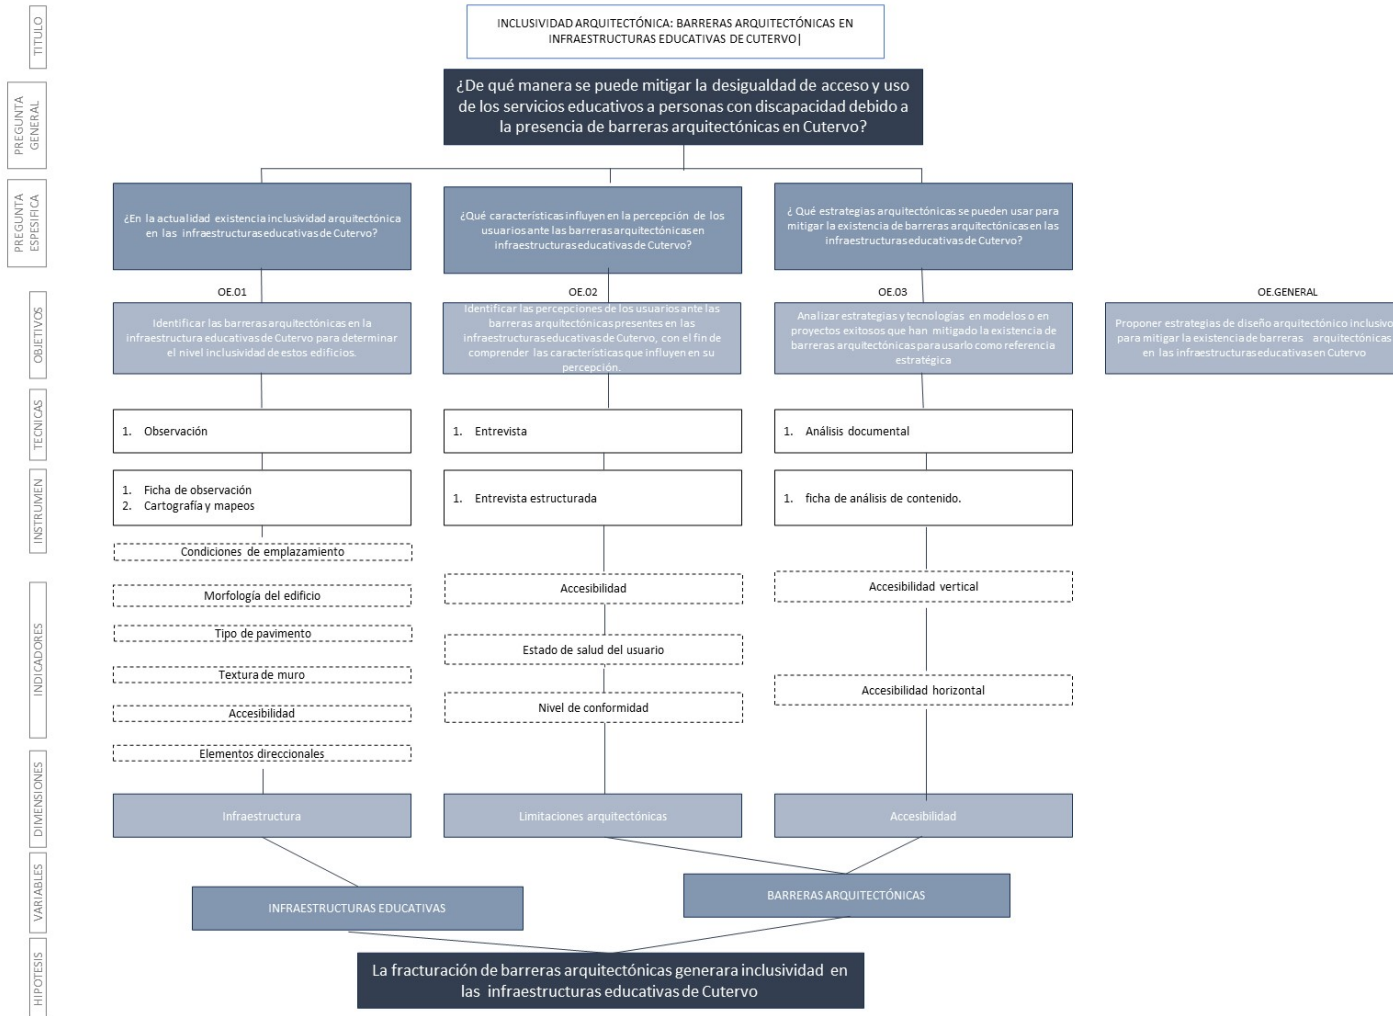 TITULO
INCLUSIVIDAD ARQUITECTÓNICA: BARRERAS ARQUITECTÓNICAS EN
INFRAESTRUCTURAS EDUCATIVAS DE CUTERVO|
PREGUNTA
GENERAL
¿De qué manera se puede mitigar la desigualdad de acceso y uso
de los servicios educativos a personas con discapacidad debido a
la presencia de barreras arquitectónicas en Cutervo?
PREGUNTA
ESPESIFICA
¿En la actualidad existencia inclusividad arquitectónica
en las infraestructuras educativas de Cutervo?
¿Qué características influyen en la percepción de los
usuarios ante las barreras arquitectónicas en
infraestructuras educativas de Cutervo?
¿ Qué estrategias arquitectónicas se pueden usar para
mitigar la existencia de barreras arquitectónicas en las
infraestructuras educativas de Cutervo?
OBJETIVOS
OE.01
Identificar las barreras arquitectónicas en la
infraestructura educativas de Cutervo para determinar
el nivel inclusividad de estos edificios.
OE.02
Identificar las percepciones de los usuarios ante las
barreras arquitectónicas presentes en las
infraestructuras educativas de Cutervo, con el fin de
comprender las características que influyen en su
percepción.
OE.03
Analizar estrategias y tecnologías en modelos o en
proyectos exitosos que han mitigado la existencia de
barreras arquitectónicas para usarlo como referencia
estratégica
OE.GENERAL
Proponer estrategias de diseño arquitectónico inclusivo
para mitigar la existencia de barreras arquitectónicas
en las infraestructuras educativas en Cutervo
TECNICAS
1. Observación
1. Entrevista
1. Análisis documental
INSTRUMEN
1. Ficha de observación
2. Cartografía y mapeos
1. Entrevista estructurada
1. ficha de análisis de contenido.
INDICADORES
Condiciones de emplazamiento
Morfología del edificio
Tipo de pavimento
Textura de muro
Accesibilidad
Elementos direccionales
Accesibilidad
Estado de salud del usuario
Nivel de conformidad
Accesibilidad vertical
Accesibilidad horizontal
DIMENSIONES
Infraestructura
Limitaciones arquitectónicas
Accesibilidad
VARIABLES
INFRAESTRUCTURAS EDUCATIVAS
BARRERAS ARQUITECTÓNICAS
HIPOTESIS
La fracturación de barreras arquitectónicas generara inclusividad en
las infraestructuras educativas de Cutervo